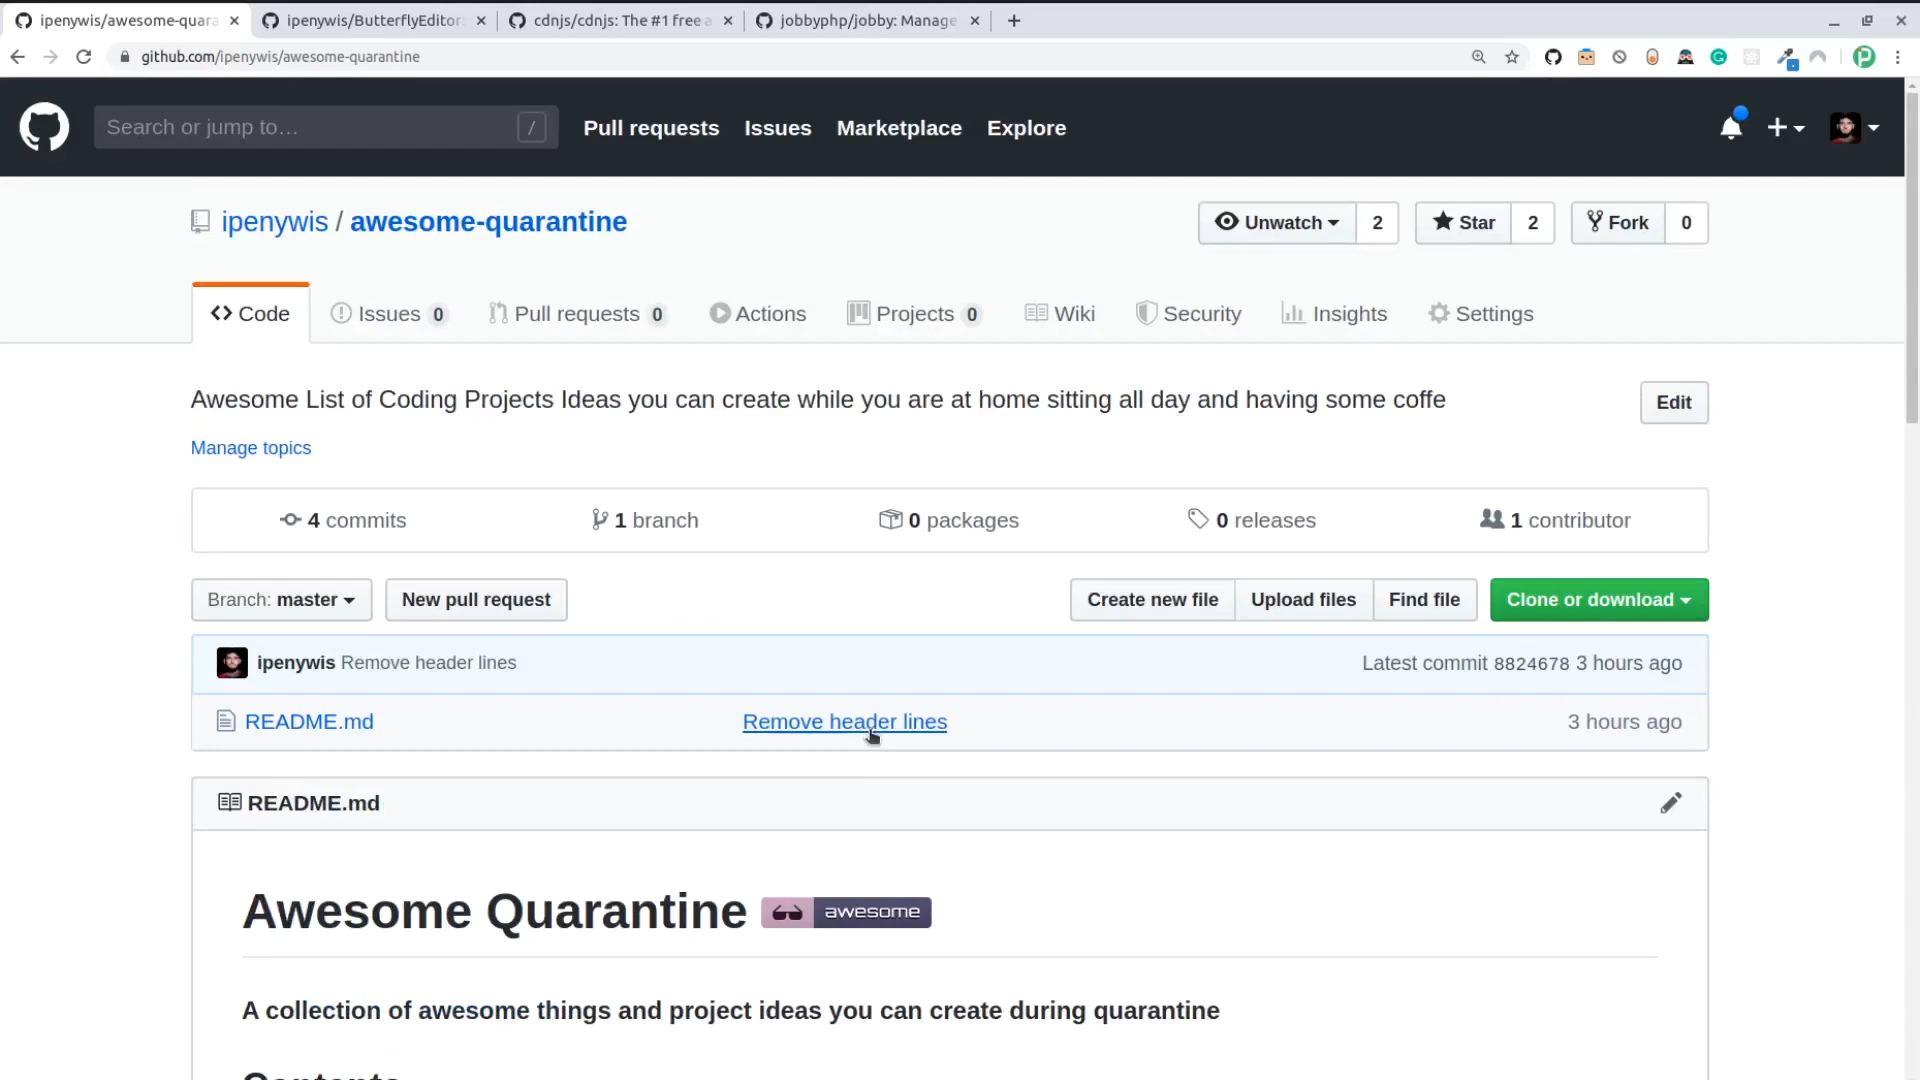 ipenywis/awesome-quara
ipenywis/ButterflyEditor:
cdnjs/cdnjs: The #1 free a
jobbyphp/jobby: Manage
github.com/ipenywis/awesome-quarantine
Search or jump to…
/
Pull requests
Issues
Marketplace
Explore
ipenywis / awesome-quarantine
Unwatch 2
Star 2
Fork 0
Code
Issues 0
Pull requests 0
Actions
Projects 0
Wiki
Security
Insights
Settings
Awesome List of Coding Projects Ideas you can create while you are at home sitting all day and having some coffe
Edit
Manage topics
4 commits
1 branch
0 packages
0 releases
1 contributor
Branch: master
New pull request
Create new file
Upload files
Find file
Clone or download
ipenywis Remove header lines
Latest commit 8824678 3 hours ago
README.md
Remove header lines
3 hours ago
README.md
Awesome Quarantine
awesome
A collection of awesome things and project ideas you can create during quarantine
Contents